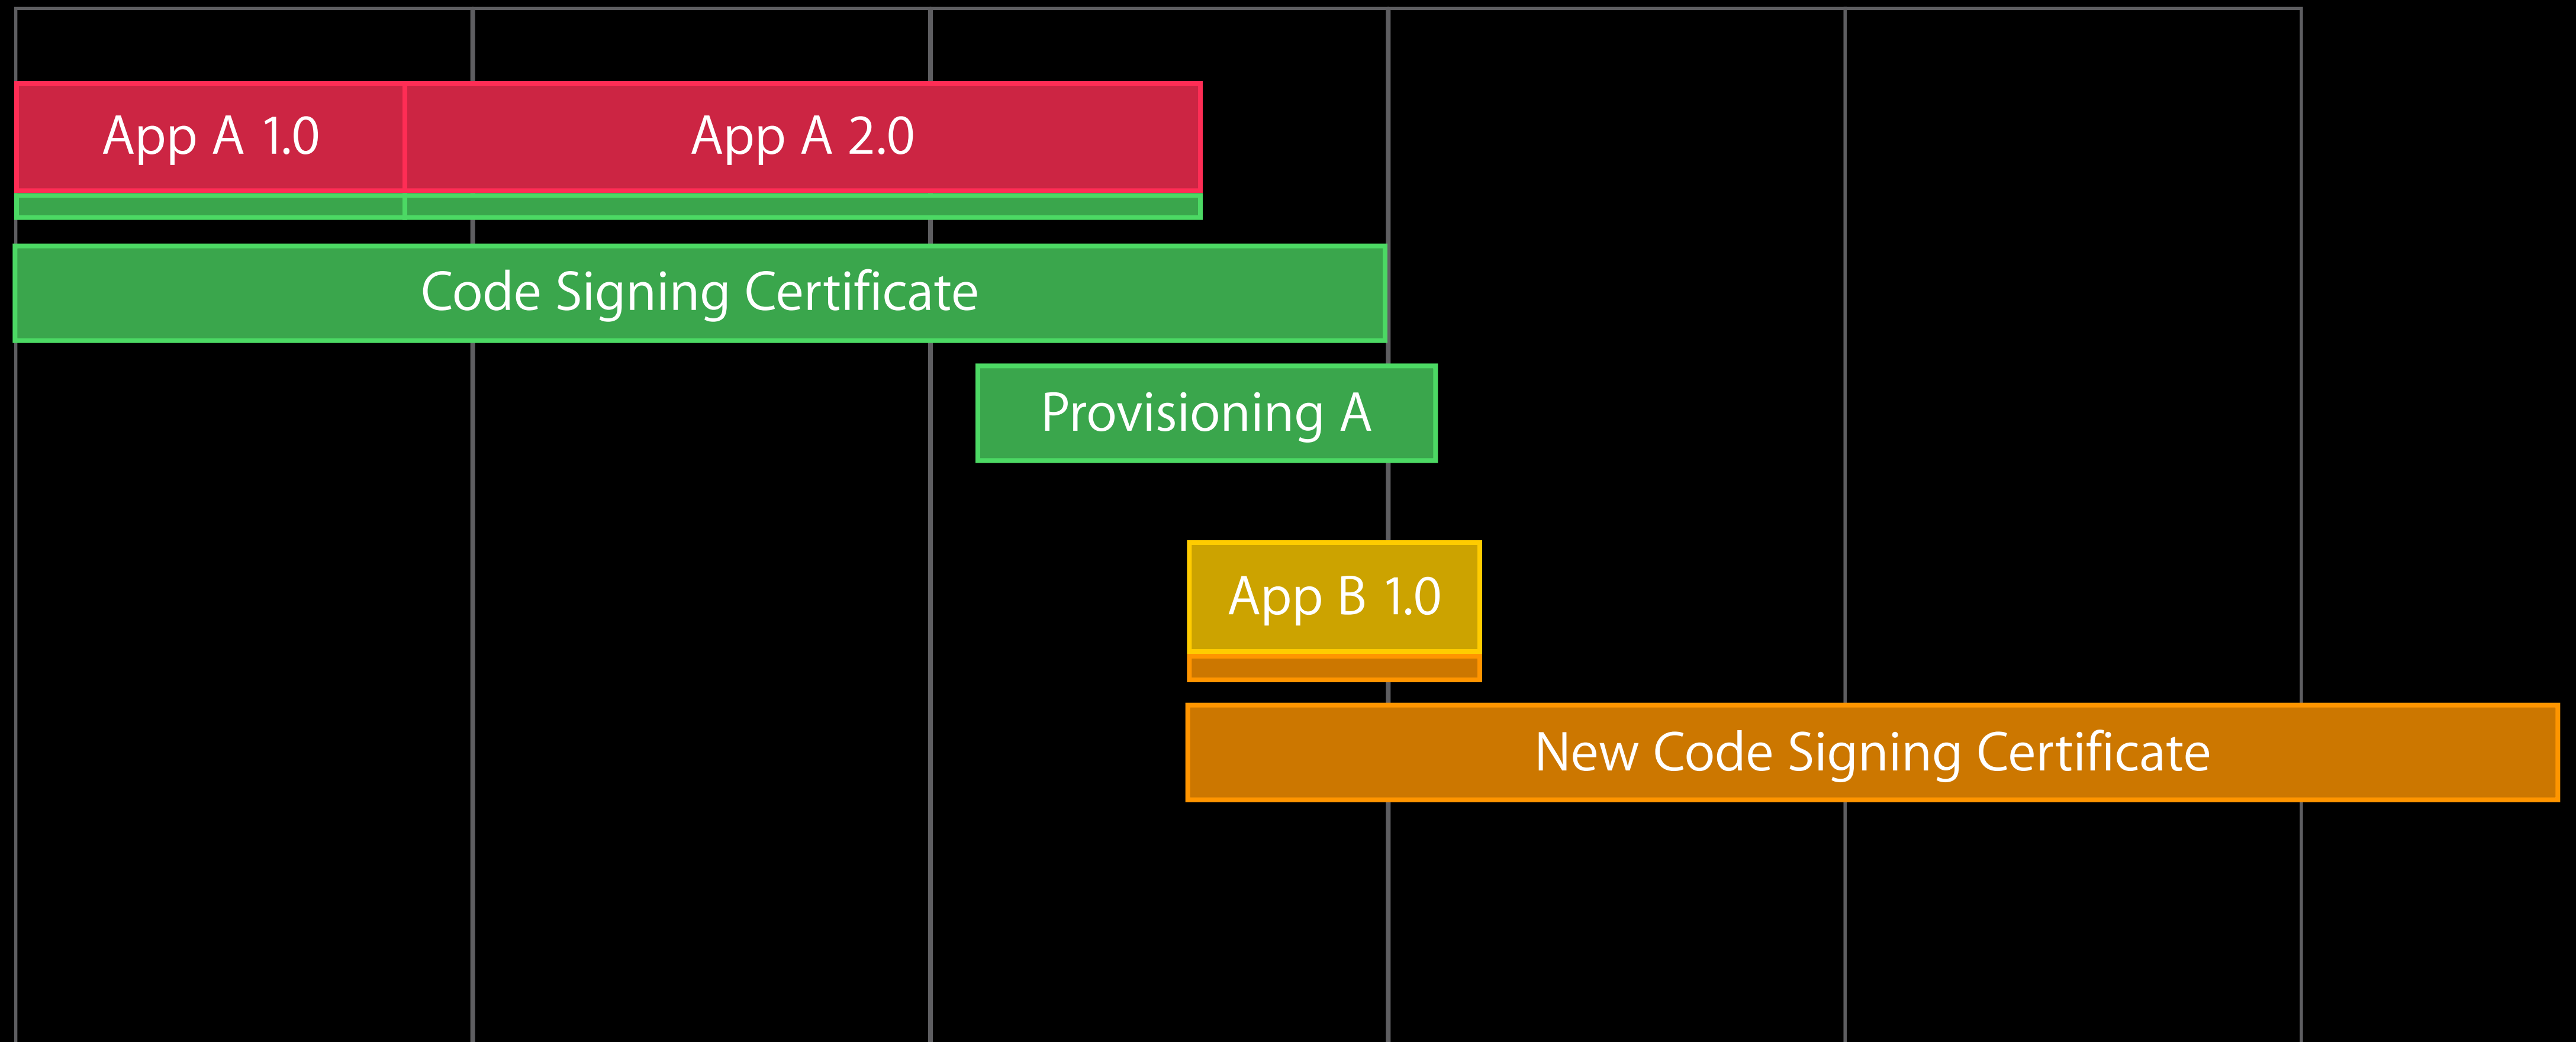 App A 1.0
App A 2.0
Code Signing Certificate
Provisioning A
App B 1.0
New Code Signing Certificate